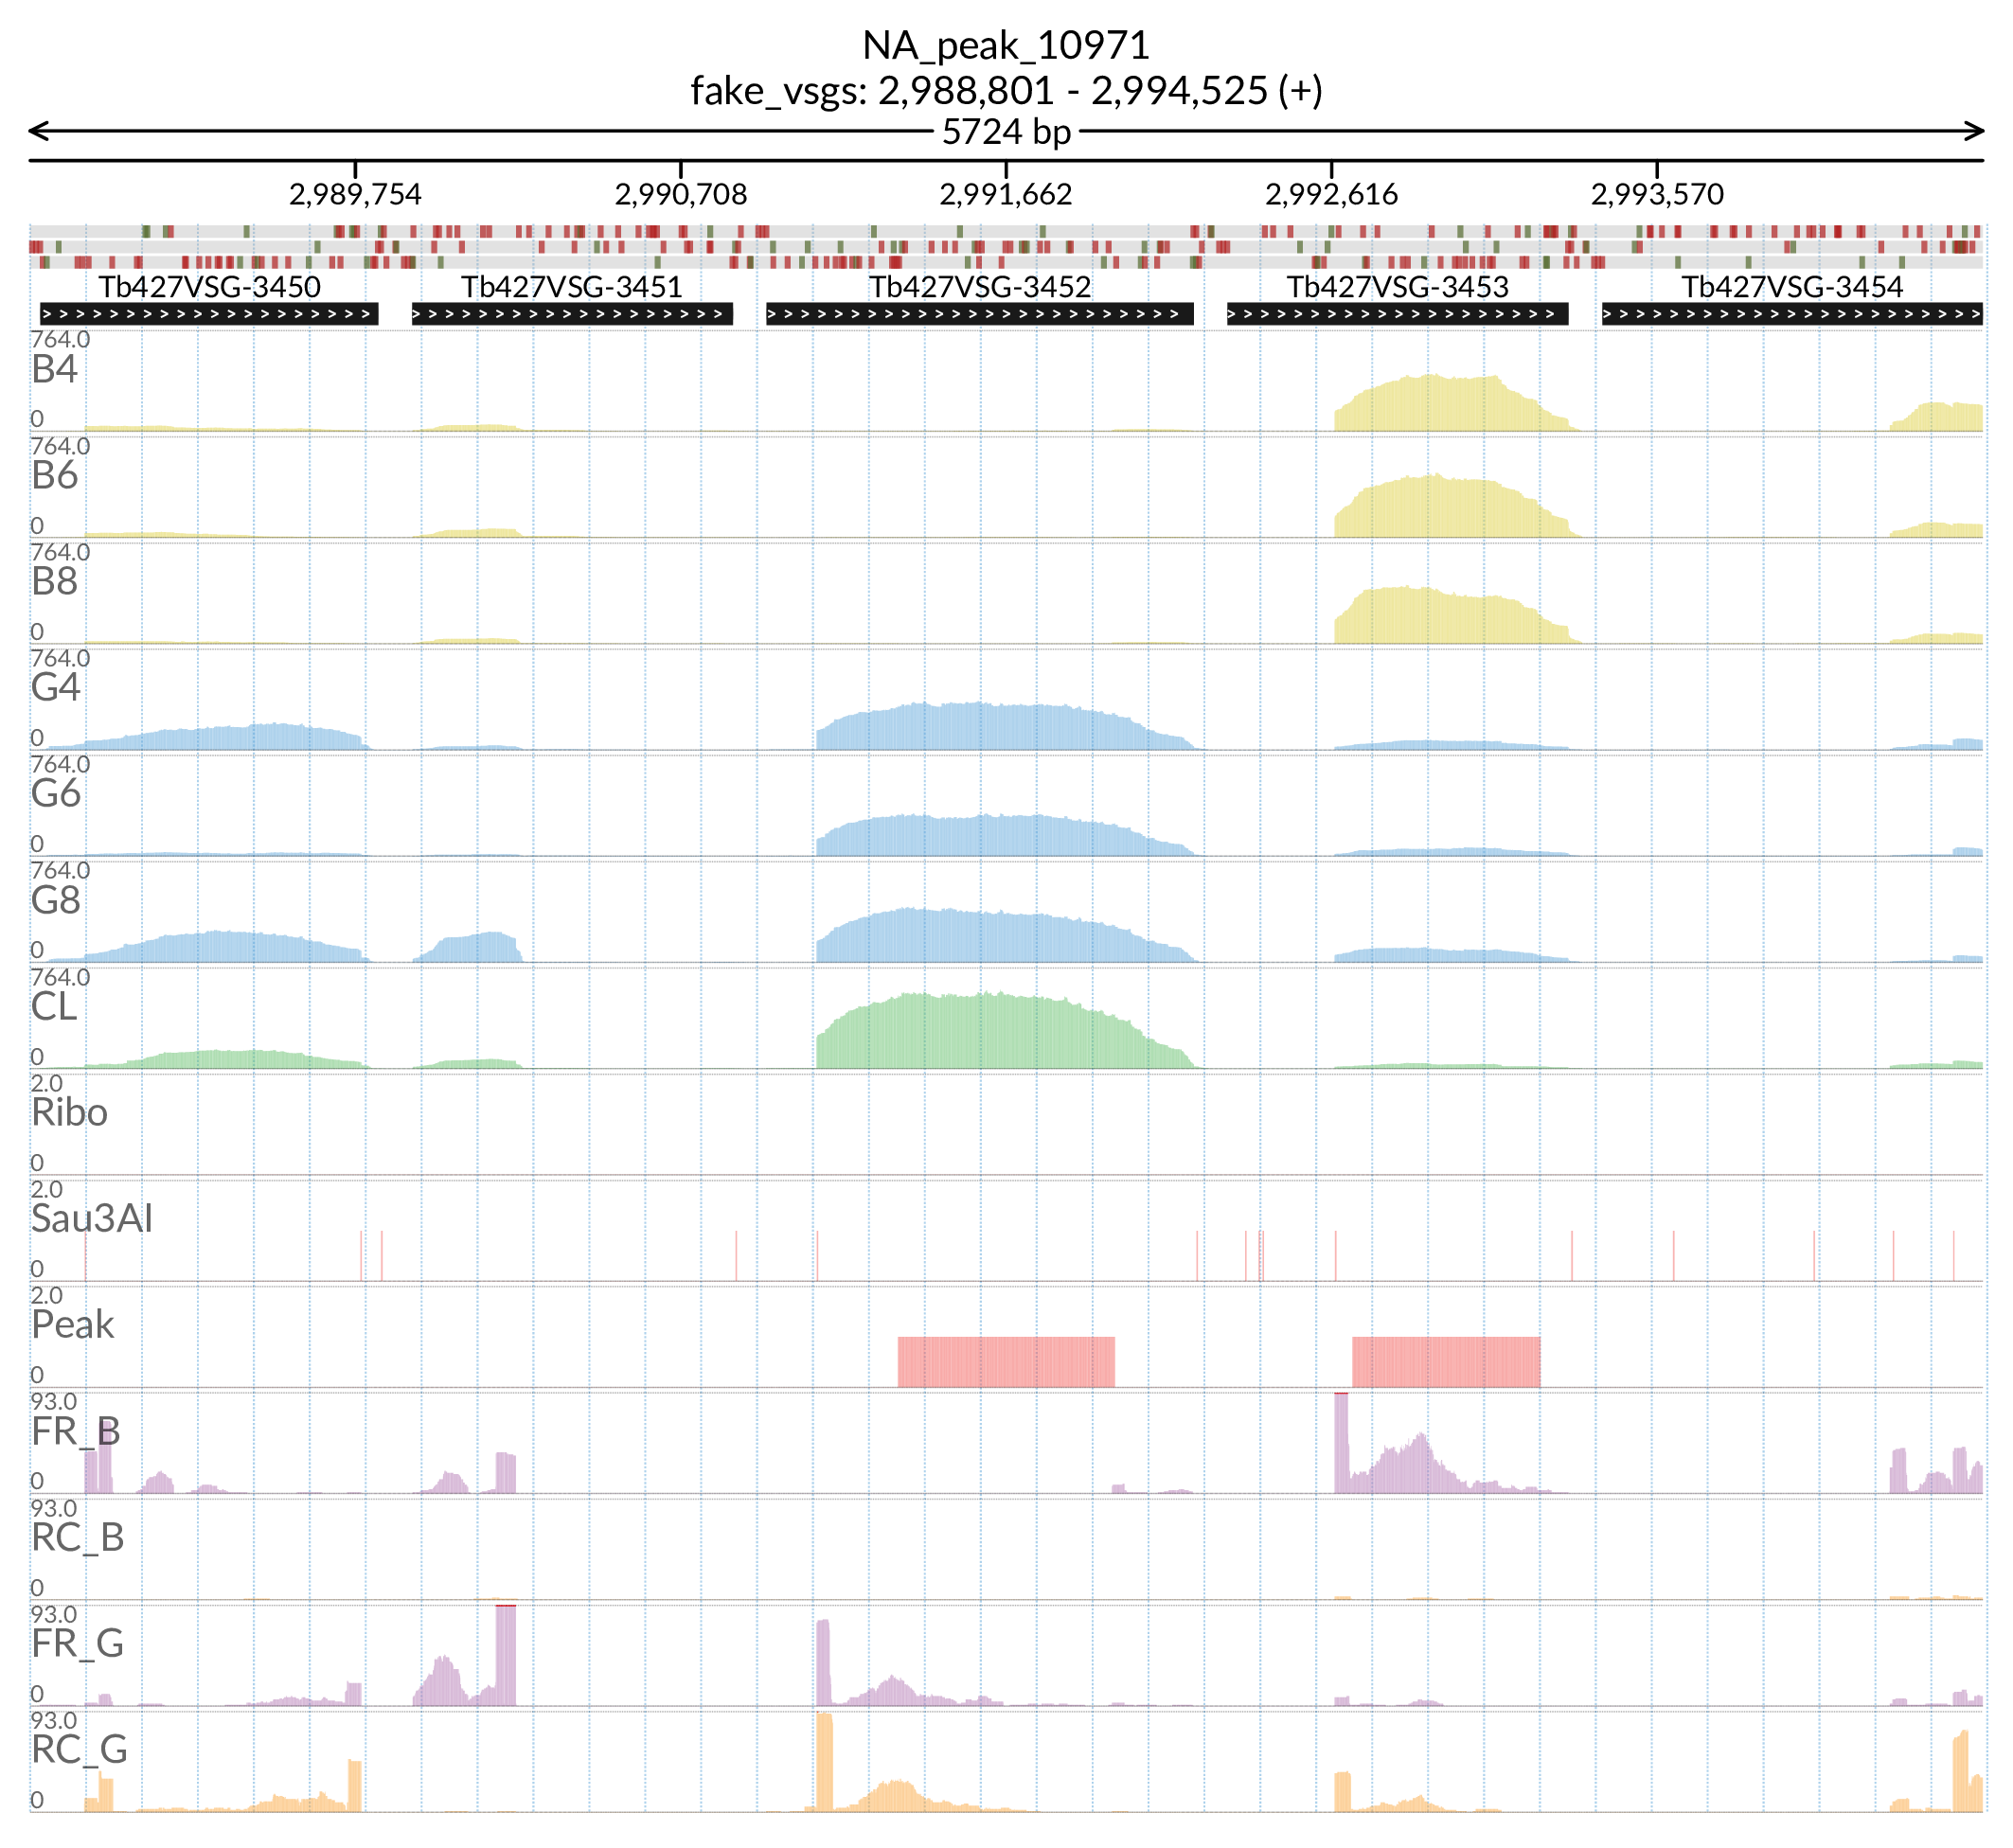 NA_peak_10971
fake_vsgs: 2,988,801 - 2,994,525 (+)
5724 bp
2,989,754 2,990,708 2,991,662 2,992,616 2,993,570
Tb427VSG-3450 Tb427VSG-3451 Tb427VSG-3452 Tb427VSG-3453 Tb427VSG-3454
764.0
B4
0
764.0
B6
0
764.0
B8
0
764.0
G4
0
764.0
G6
0
764.0
G8
0
764.0
CL
0
2.0
Ribo
0
2.0
Sau3AI
0
2.0
Peak
0
93.0
FR_B
0
93.0
RC_B
0
93.0
FR_G
0
93.0
RC_G
0